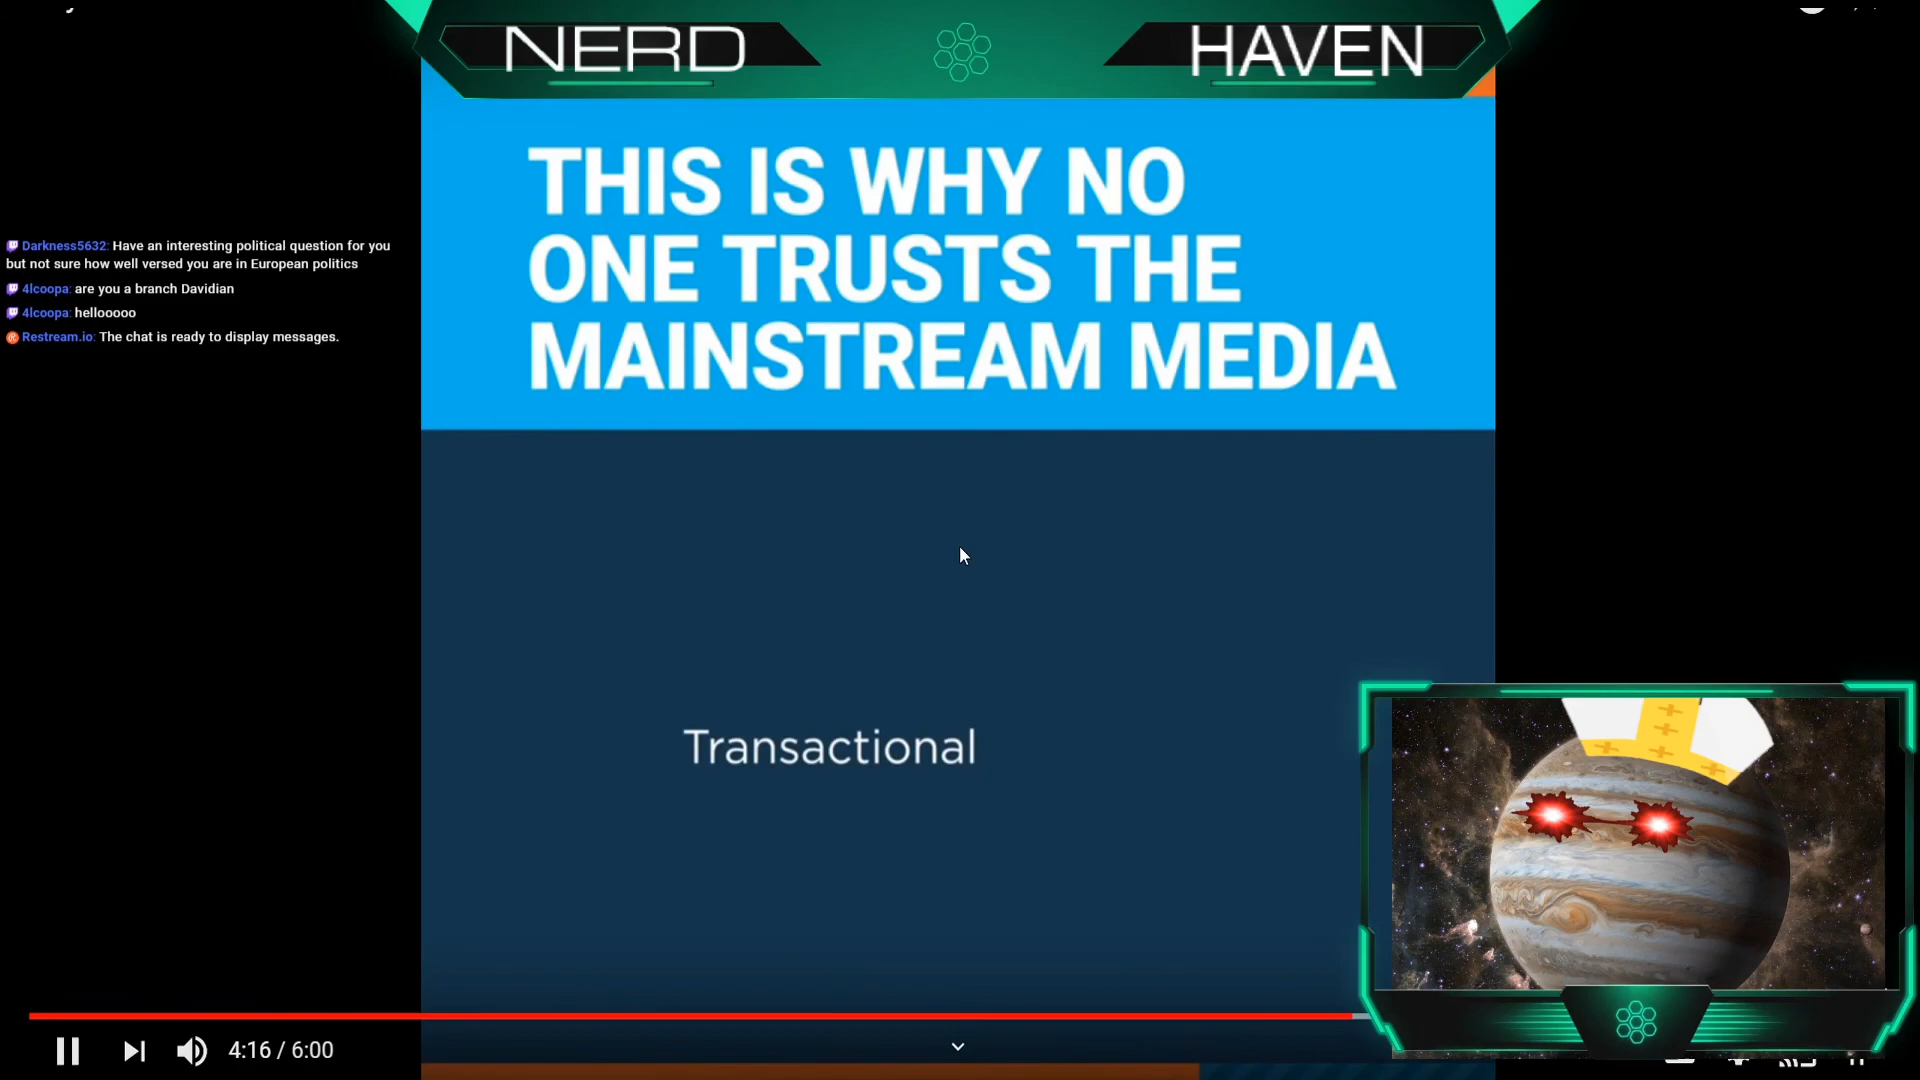 NERD HAVEN
THIS IS WHY NO
ONE TRUSTS THE
MAINSTREAM MEDIA
Darkness5632: Have an interesting political question for you
but not sure how well versed you are in European politics
4lcoopa: are you a branch Davidian
4lcoopa: hellooooo
Restream.io: The chat is ready to display messages.
Transactional
4:16 / 6:00